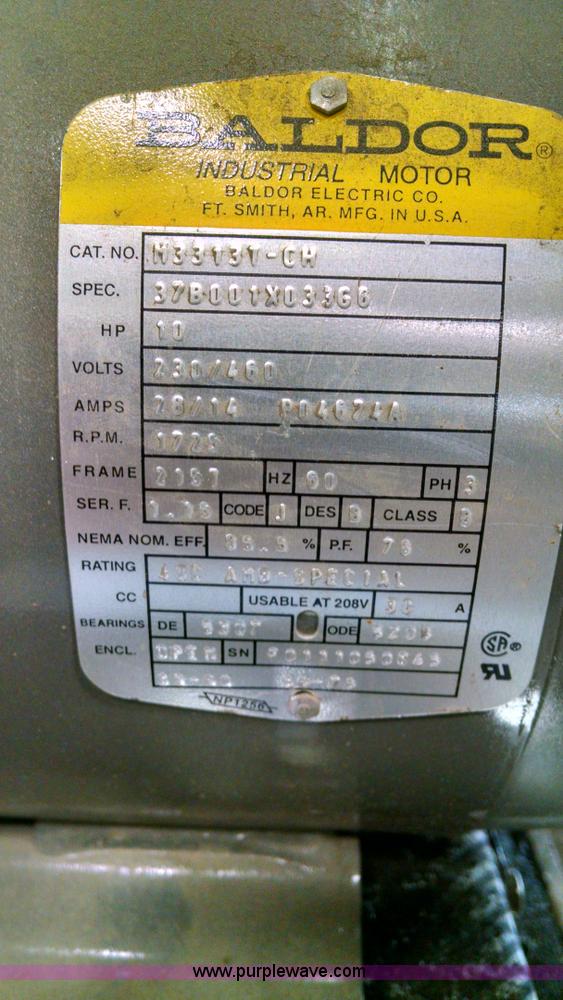 BALDOR®
INDUSTRIAL MOTOR
BALDOR ELECTRIC CO.
FT. SMITH, AR. MFG. IN U.S.A.
CAT. NO. M3313T-CH
SPEC. 37B001X033G6
HP 10
VOLTS 230/460
AMPS 28/14 P04674A
R.P.M. 1725
FRAME 215T HZ 60 PH 3
SER. F. 1.15 CODE J DES B CLASS B
NEMA NOM. EFF. % P.F. %
RATING 40C AMB-SPECIAL
CC USABLE AT 208V A
BEARINGS DE ODE
ENCL. OPEN SN
NP1256
SA®
www.purplewave.com